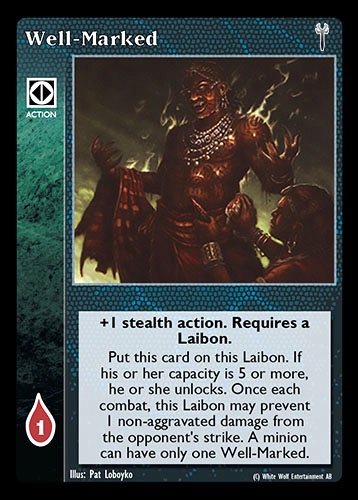 Well-Marked
ACTION
+1 stealth action. Requires a
Laibon.
Put this card on this Laibon. If
his or her capacity is 5 or more,
he or she unlocks. Once each
combat, this Laibon may prevent
1 non-aggravated damage from
the opponent's strike. A minion
can have only one Well-Marked.
1
Illus: Pat Loboyko
(C) White Wolf Entertainment AB